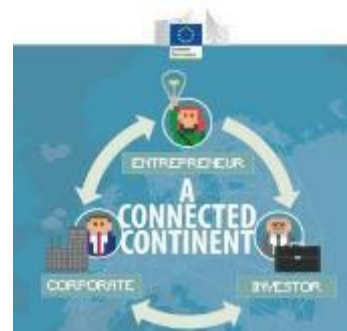 ENTREPRENEUR
A
CONNECTED
CONTINENT
CORPORATE
INVESTOR